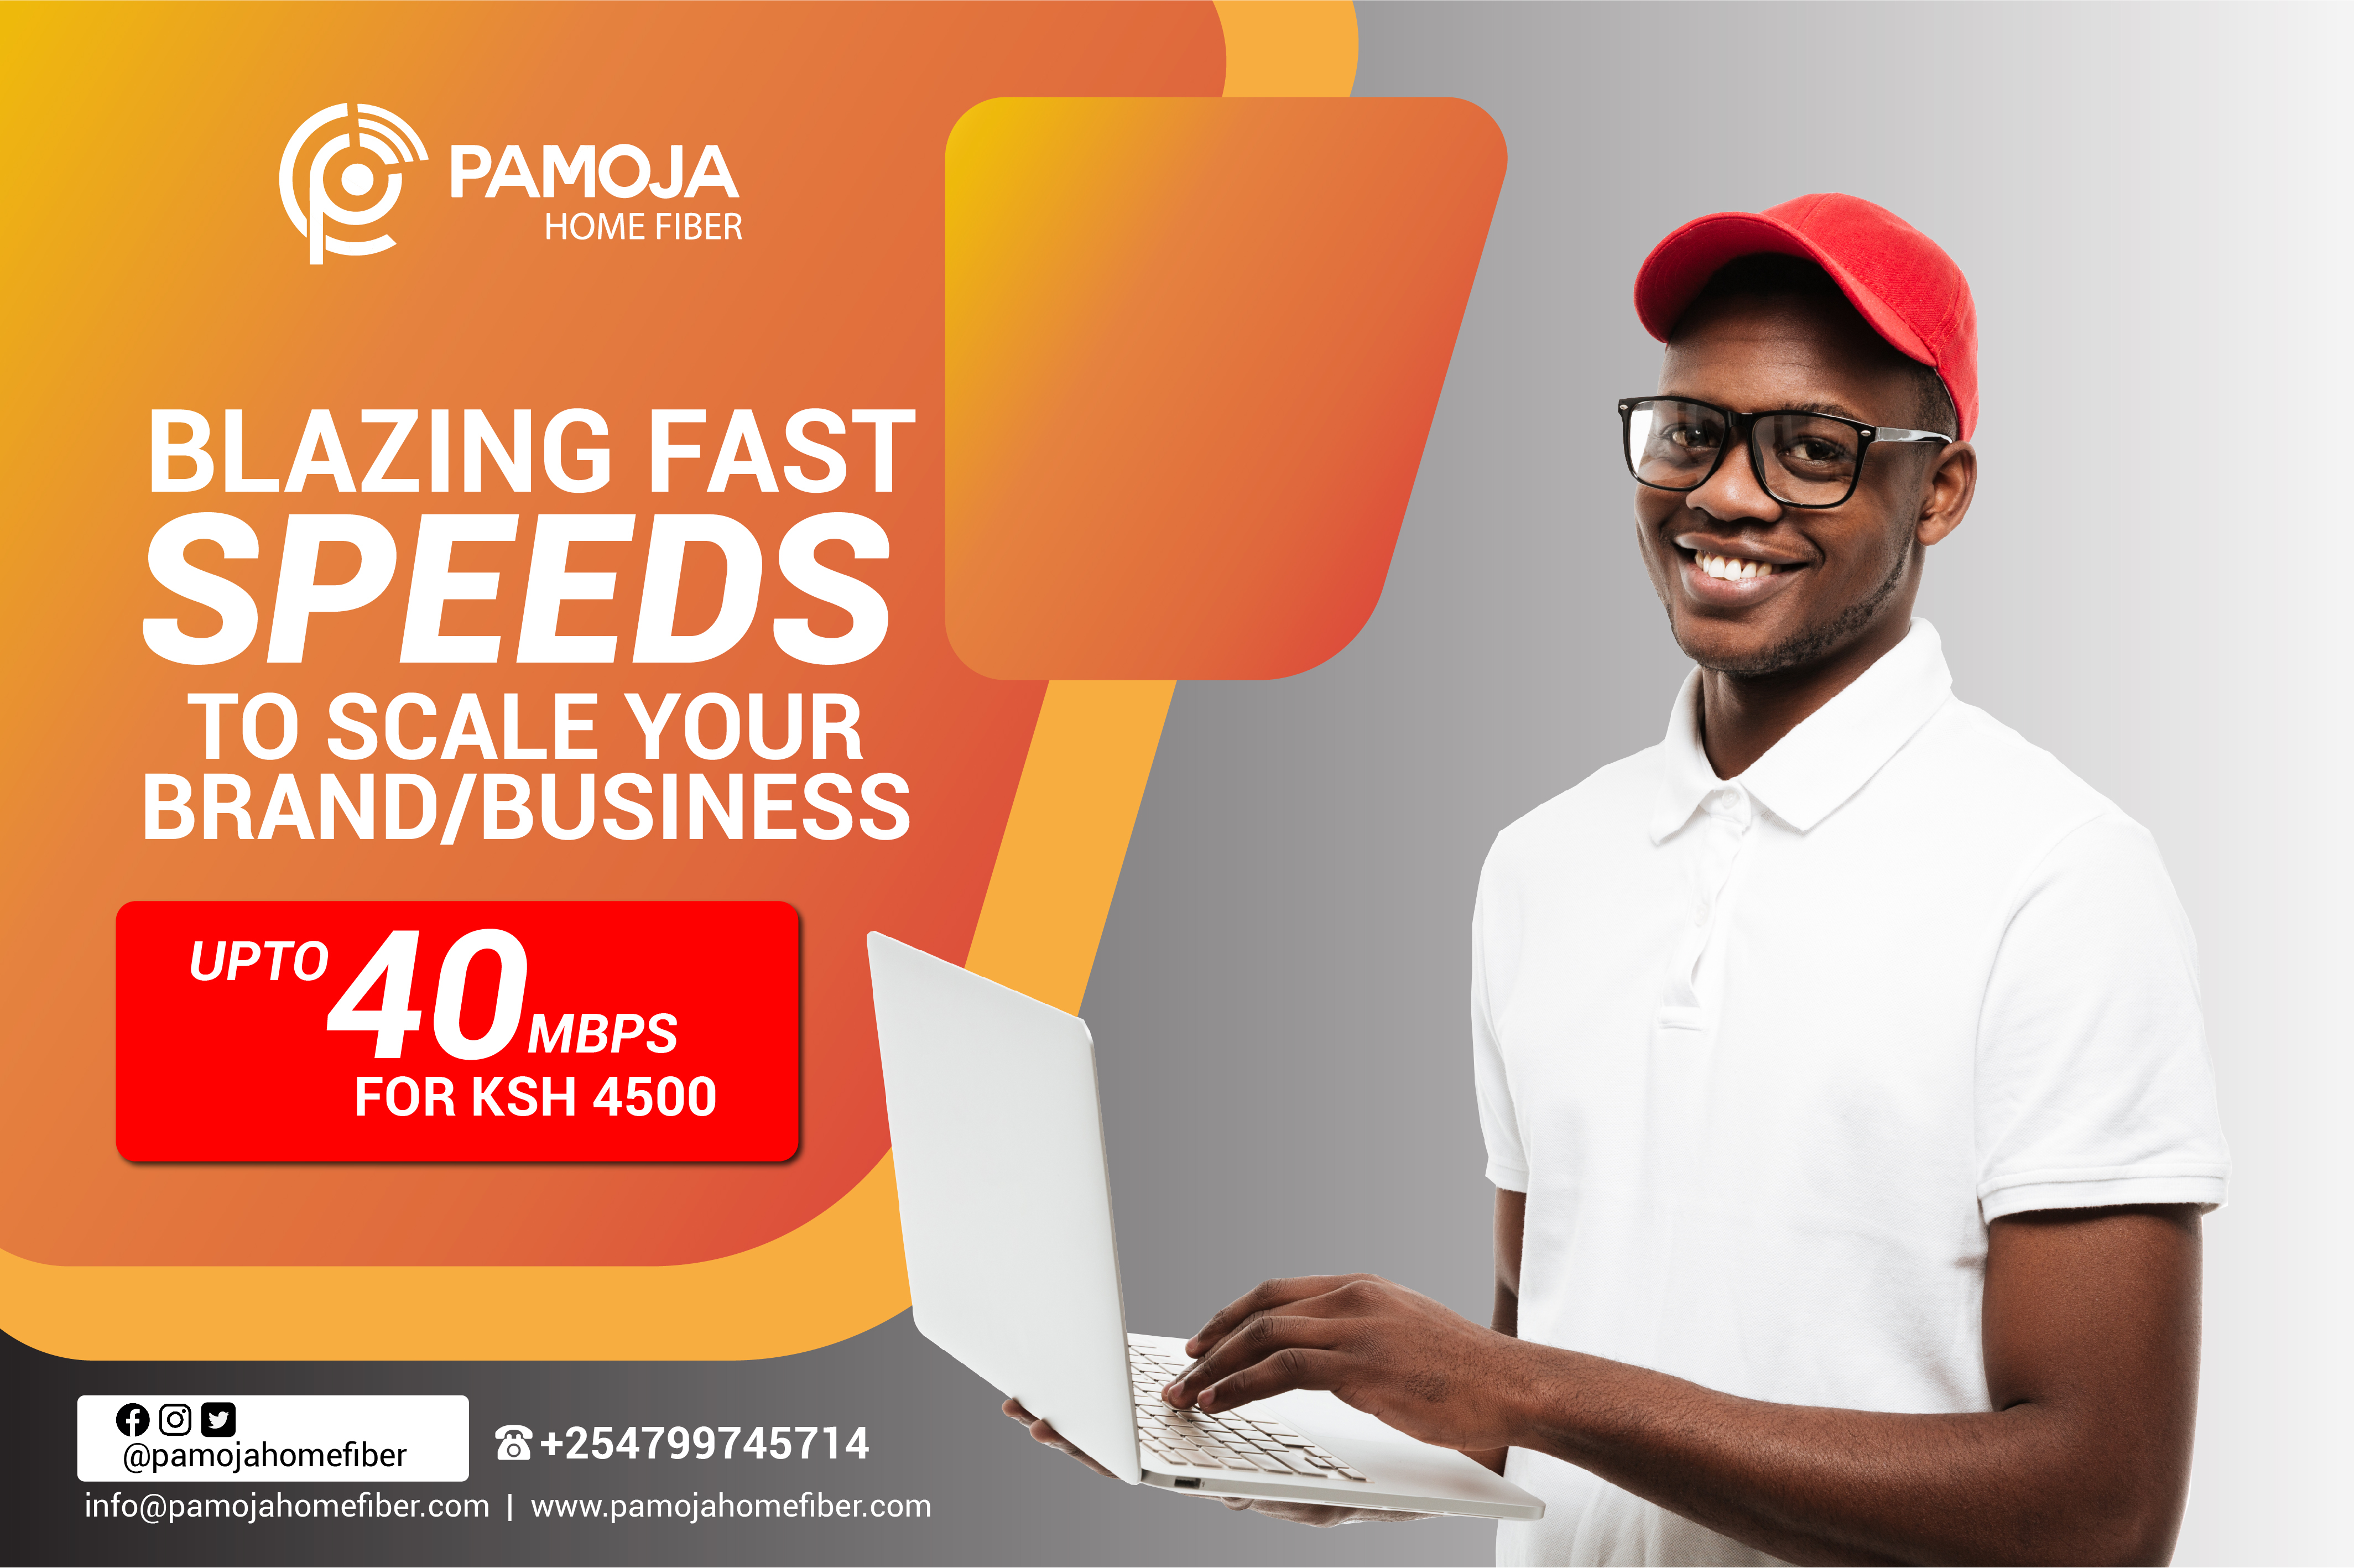 PAMOJA
HOME FIBER
BLAZING FAST
SPEEDS
TO SCALE YOUR
BRAND/BUSINESS
UPTO 40 MBPS
FOR KSH 4500
@pamojahomefiber
+254799745714
info@pamojahomefiber.com | www.pamojahomefiber.com